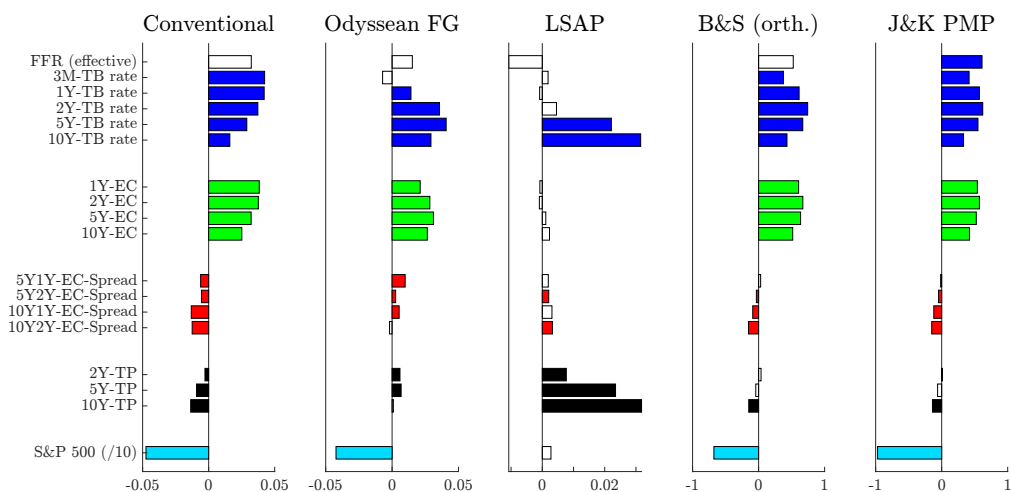 Conventional Odyssean FG LSAP B&S (orth.) J&K PMP
FFR (effective)
3M-TB rate
1Y-TB rate
2Y-TB rate
5Y-TB rate
10Y-TB rate
1Y-EC
2Y-EC
5Y-EC
10Y-EC
5Y1Y-EC-Spread
5Y2Y-EC-Spread
10Y1Y-EC-Spread
10Y2Y-EC-Spread
2Y-TP
5Y-TP
10Y-TP
S&P 500 (/10)
-0.05 0 0.05 -0.05 0 0.05 0 0.02 -1 0 1 -1 0 1